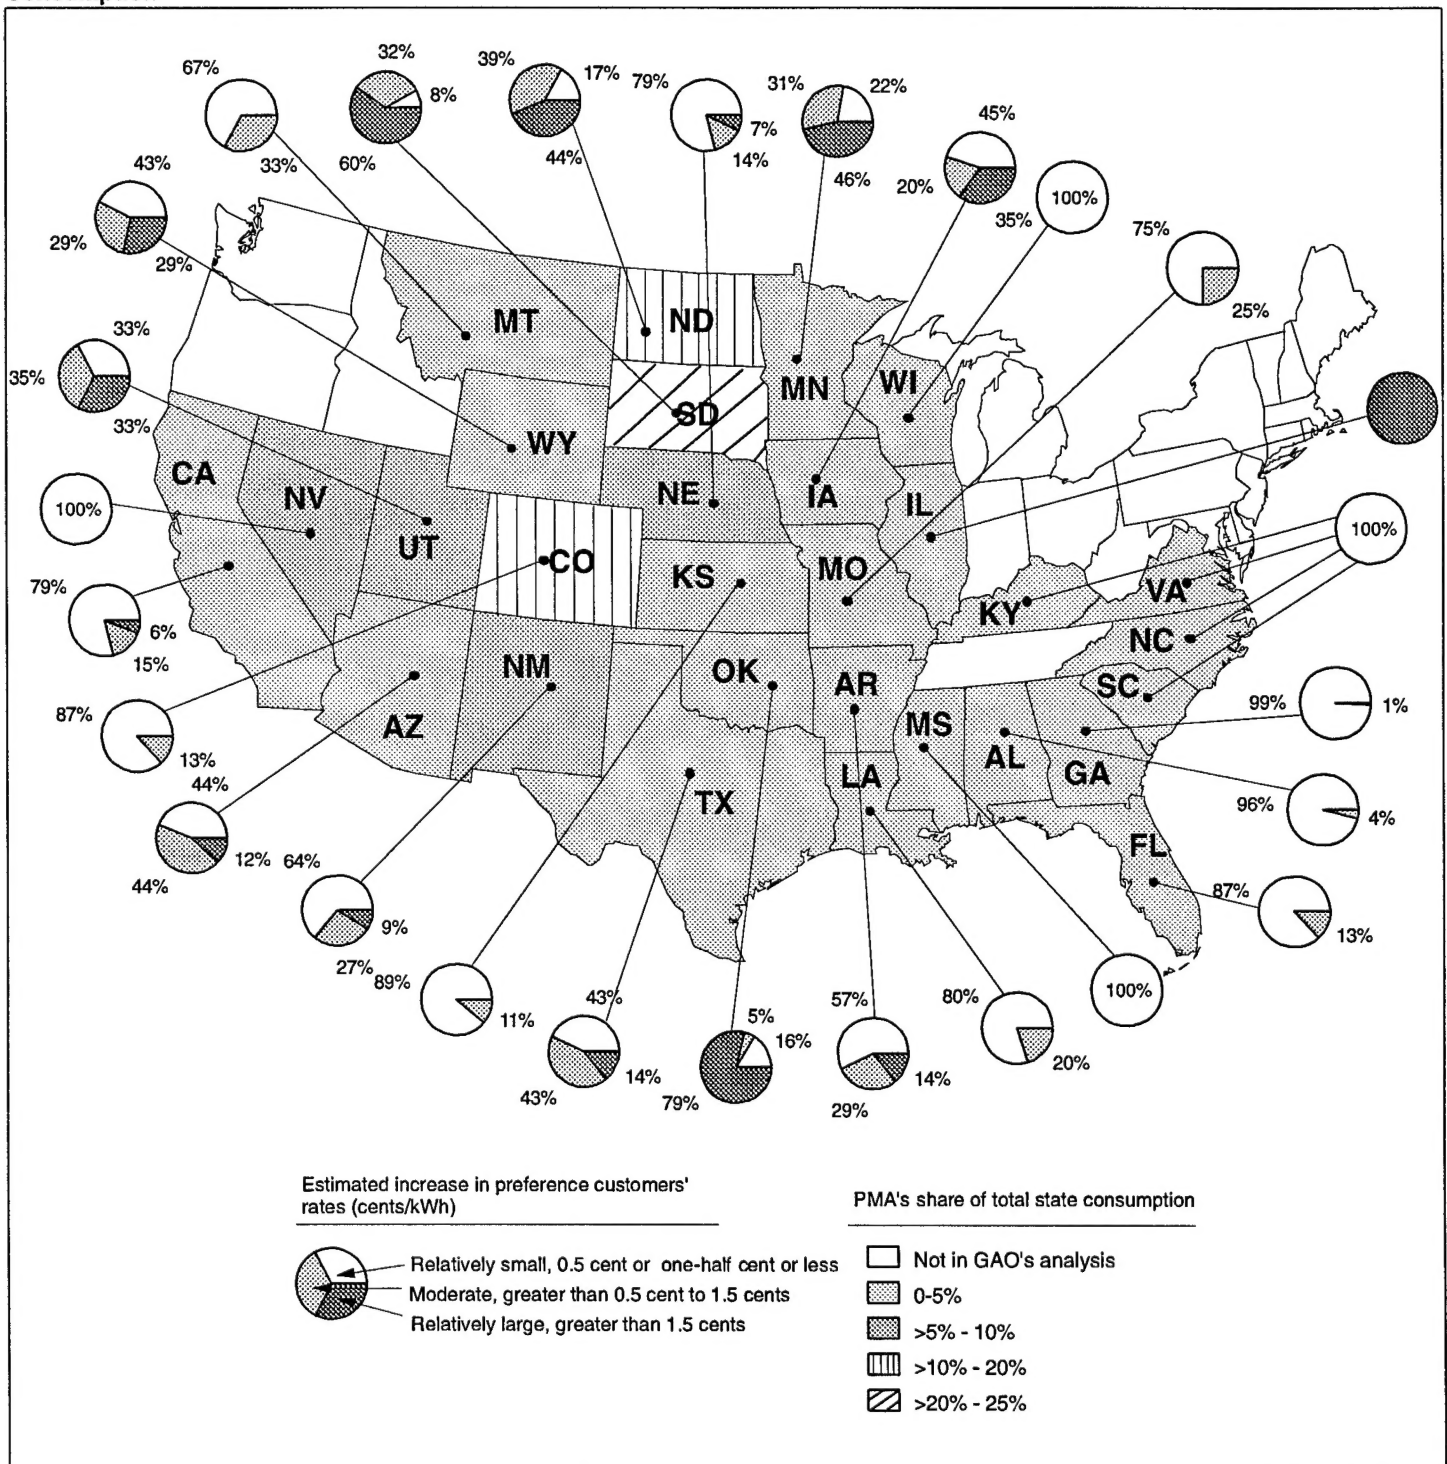 67%
32%
8%
60%
39%
17%
44%
79%
7%
14%
31%
22%
46%
45%
20%
35%
100%
75%
25%
33%
43%
29%
29%
33%
35%
33%
100%
79%
6%
15%
87%
13%
44%
12%
44%
64%
9%
27%
89%
11%
43%
14%
43%
5%
16%
79%
57%
14%
29%
80%
20%
100%
87%
13%
96%
4%
99%
1%
100%
MT
ND
SD
MN
WI
WY
CA
NV
UT
CO
NE
IA
IL
KS
MO
KY
VA
NC
SC
AZ
NM
OK
AR
MS
AL
GA
LA
TX
FL
Estimated increase in preference customers'
rates (cents/kWh)
Relatively small, 0.5 cent or one-half cent or less
Moderate, greater than 0.5 cent to 1.5 cents
Relatively large, greater than 1.5 cents
PMA's share of total state consumption
Not in GAO's analysis
0-5%
>5% - 10%
>10% - 20%
>20% - 25%